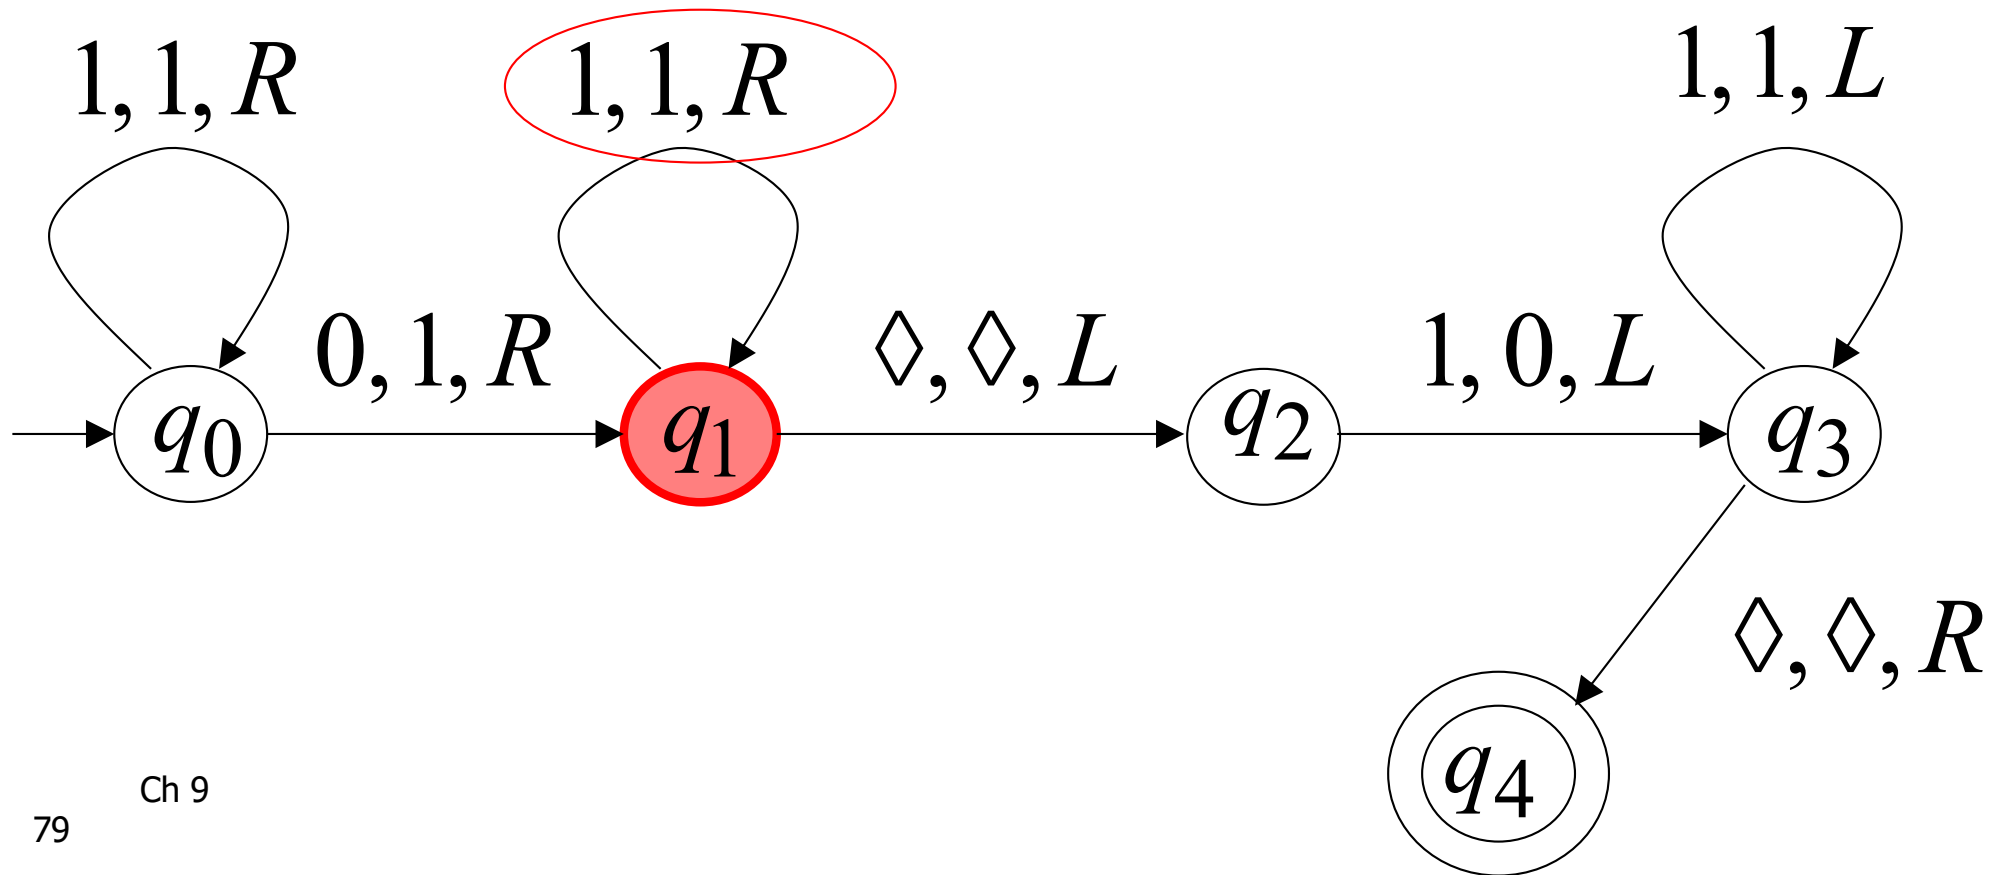 1, 1, R
1, 1, R
1, 1, L
0, 1, R
◊, ◊, L
1, 0, L
q0
q1
q2
q3
◊, ◊, R
q4
Ch 9
79